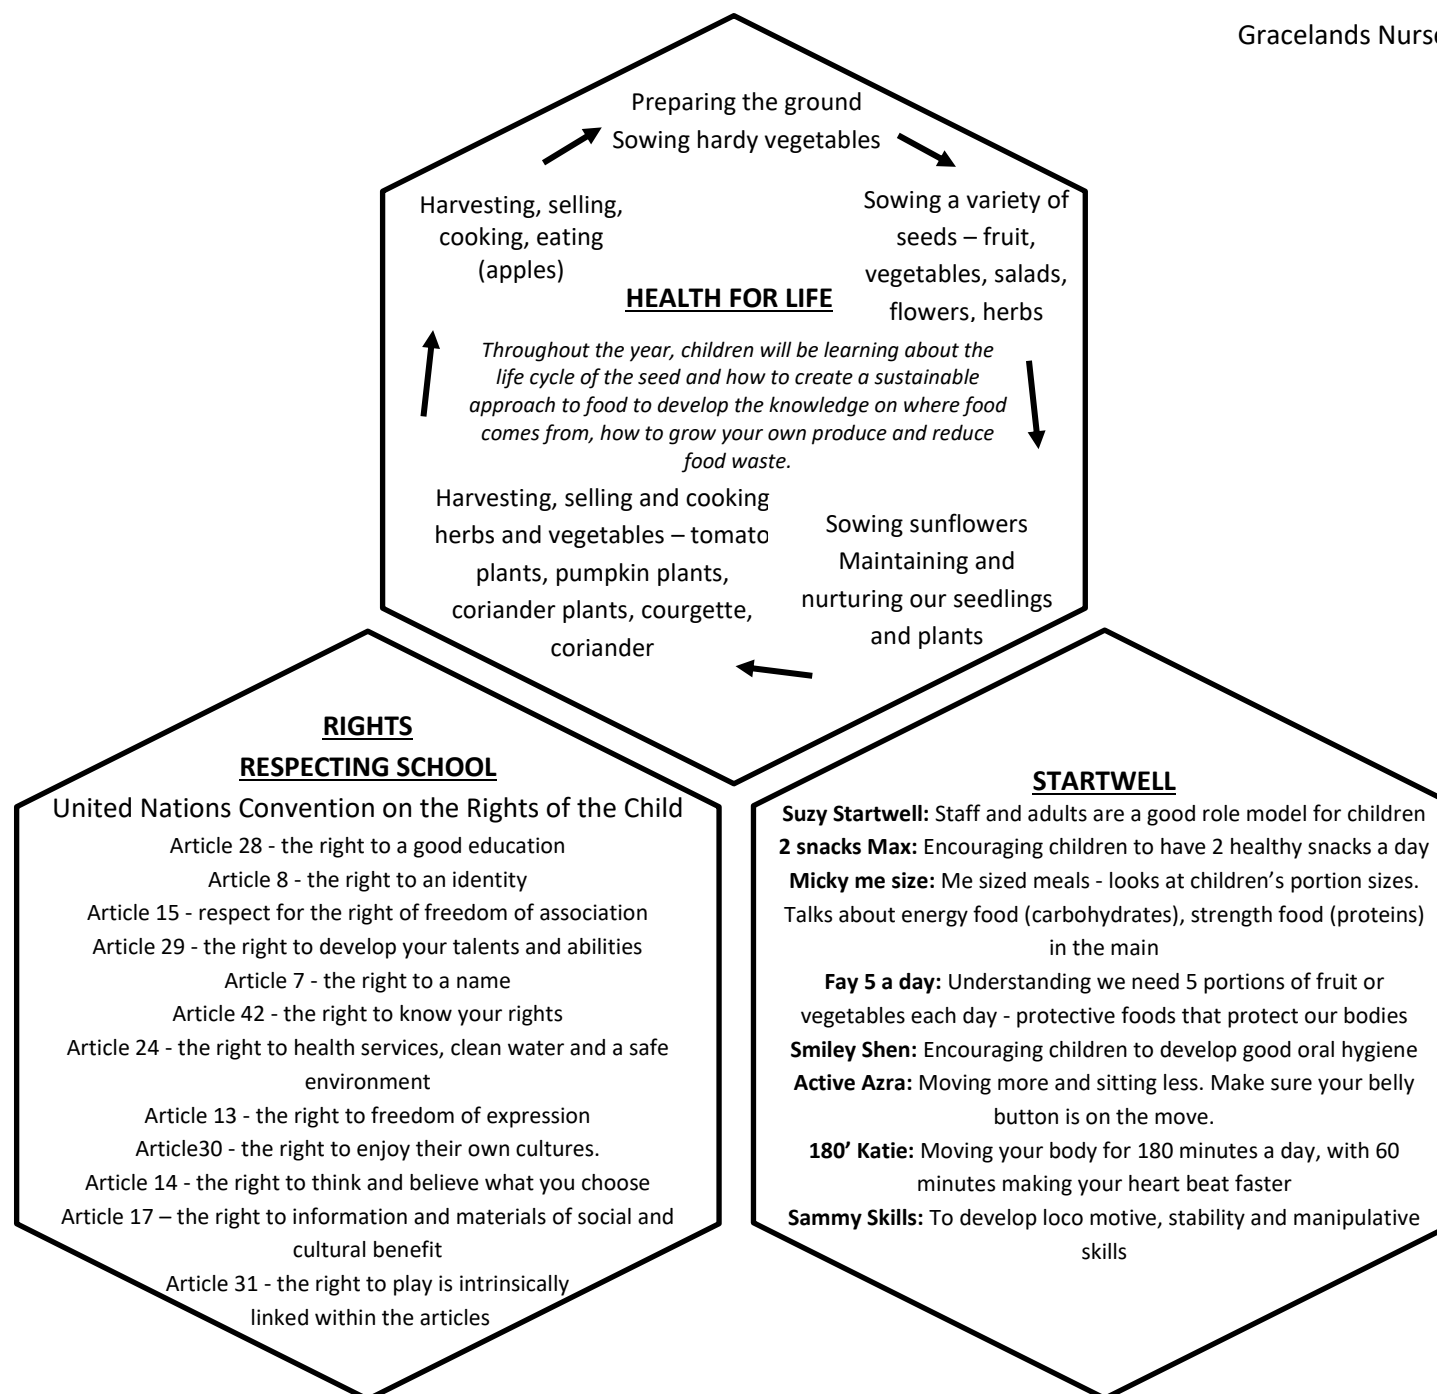 Gracelands Nurs
Preparing the ground
Sowing hardy vegetables
Sowing a variety of
seeds – fruit,
vegetables, salads,
flowers, herbs
Harvesting, selling,
cooking, eating
(apples)
HEALTH FOR LIFE
Throughout the year, children will be learning about the
life cycle of the seed and how to create a sustainable
approach to food to develop the knowledge on where food
comes from, how to grow your own produce and reduce
food waste.
Sowing sunflowers
Maintaining and
nurturing our seedlings
and plants
Harvesting, selling and cooking
herbs and vegetables – tomato
plants, pumpkin plants,
coriander plants, courgette,
coriander
RIGHTS
RESPECTING SCHOOL
United Nations Convention on the Rights of the Child
Article 28 - the right to a good education
Article 8 - the right to an identity
Article 15 - respect for the right of freedom of association
Article 29 - the right to develop your talents and abilities
Article 7 - the right to a name
Article 42 - the right to know your rights
Article 24 - the right to health services, clean water and a safe
environment
Article 13 - the right to freedom of expression
Article30 - the right to enjoy their own cultures.
Article 14 - the right to think and believe what you choose
Article 17 – the right to information and materials of social and
cultural benefit
Article 31 - the right to play is intrinsically
linked within the articles
STARTWELL
Suzy Startwell: Staff and adults are a good role model for children
2 snacks Max: Encouraging children to have 2 healthy snacks a day
Micky me size: Me sized meals - looks at children’s portion sizes.
Talks about energy food (carbohydrates), strength food (proteins)
in the main
Fay 5 a day: Understanding we need 5 portions of fruit or
vegetables each day - protective foods that protect our bodies
Smiley Shen: Encouraging children to develop good oral hygiene
Active Azra: Moving more and sitting less. Make sure your belly
button is on the move.
180’ Katie: Moving your body for 180 minutes a day, with 60
minutes making your heart beat faster
Sammy Skills: To develop loco motive, stability and manipulative
skills